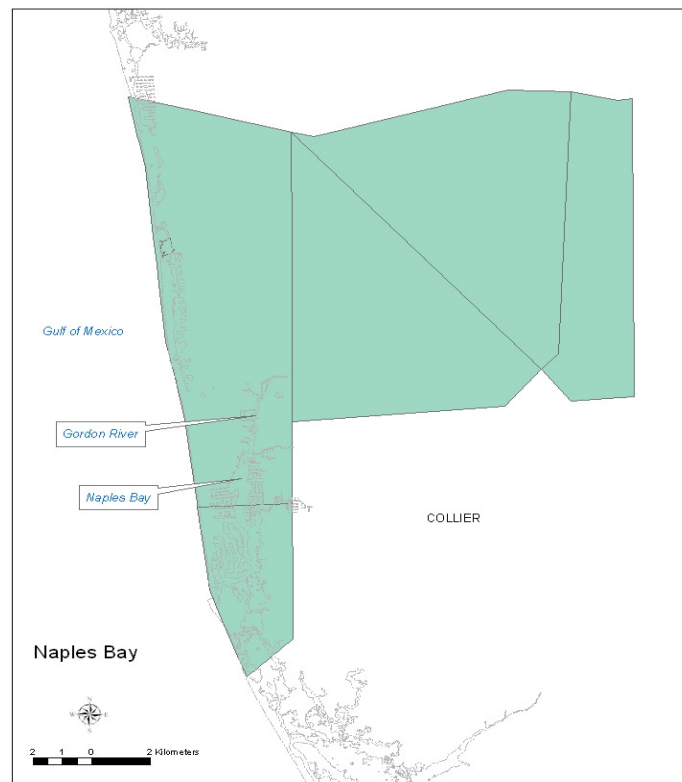 Gulf of Mexico
Gordon River
Naples Bay
COLLIER
Naples Bay
N
W E
S
2 1 0 2 Kilometers